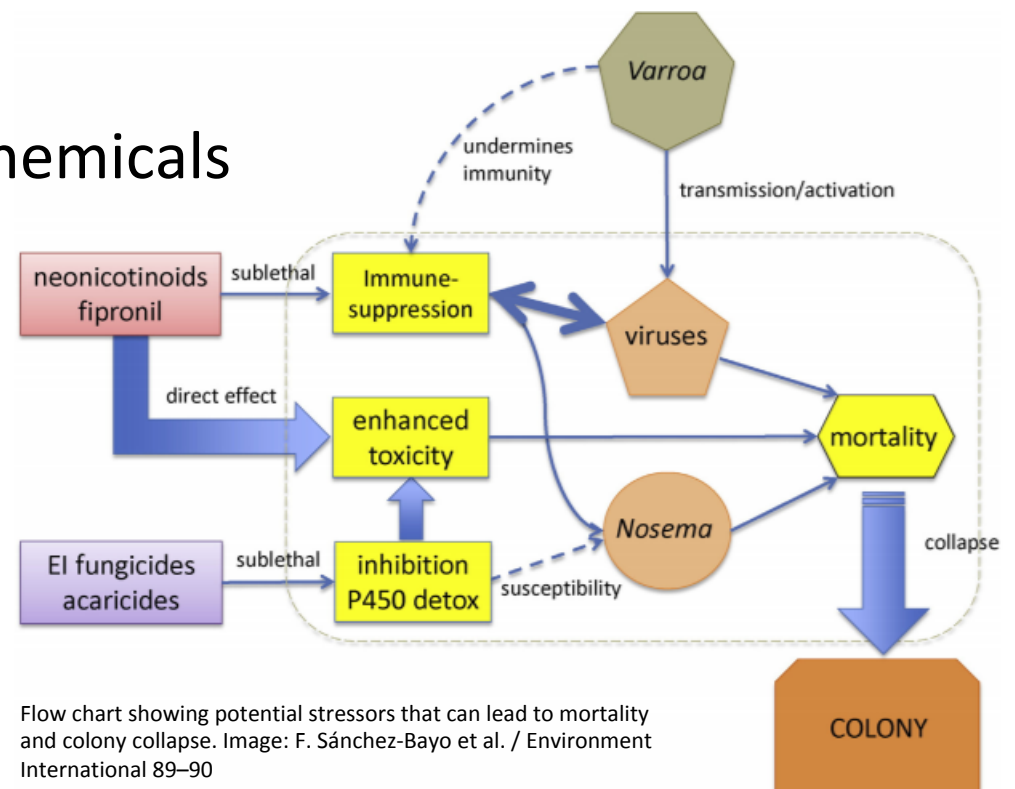 hemicals
Varroa
undermines
immunity
transmission/activation
neonicotinoids
fipronil
sublethal
Immune-
suppression
viruses
direct effect
enhanced
toxicity
mortality
Nosema
collapse
EI fungicides
acaricides
sublethal
inhibition
P450 detox
susceptibility
COLONY
Flow chart showing potential stressors that can lead to mortality
and colony collapse. Image: F. Sánchez-Bayo et al. / Environment
International 89–90